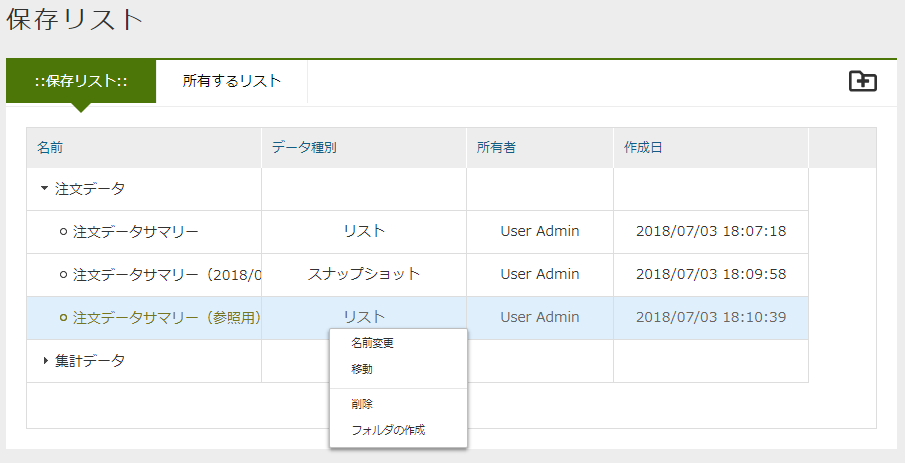 保存リスト
::保存リスト:: 所有するリスト
名前 データ種別 所有者 作成日
注文データ
注文データサマリー リスト User Admin 2018/07/03 18:07:18
注文データサマリー（2018/0 スナップショット User Admin 2018/07/03 18:09:58
注文データサマリー（参照用） リスト User Admin 2018/07/03 18:10:39
名前変更
集計データ
移動
削除
フォルダの作成